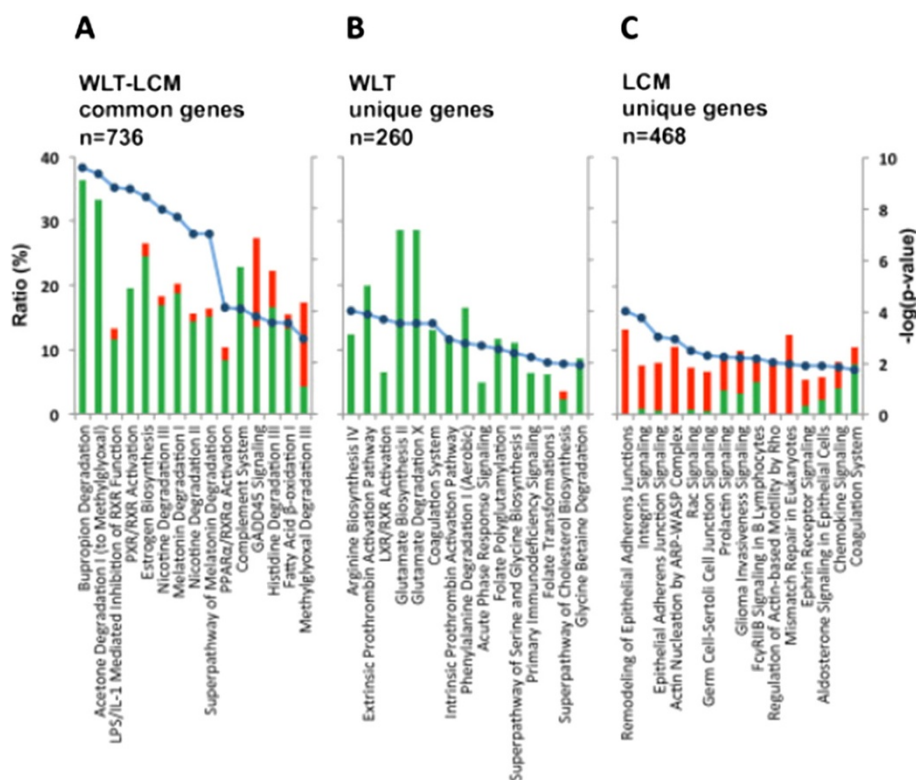 A
B
C
WLT-LCM
common genes
n=736
WLT
unique genes
n=260
LCM
unique genes
n=468
Ratio (%)
40
30
20
10
0
10
8
6
4
2
0
-log(p-value)
Bupropion Degradation
Acetone Degradation I (to Methylglyoxal)
LPS/IL-1 Mediated Inhibition of RXR Function
PXR/RXR Activation
Estrogen Biosynthesis
Nicotine Degradation III
Melatonin Degradation I
Nicotine Degradation II
Superpathway of Melatonin Degradation
PPARα/RXRα Activation
Complement System
GADD45 Signaling
Histidine Degradation III
Fatty Acid β-oxidation I
Methylglyoxal Degradation III
Arginine Biosynthesis IV
Extrinsic Prothrombin Activation Pathway
LXR/RXR Activation
Glutamate Biosynthesis II
Glutamate Degradation X
Coagulation System
Intrinsic Prothrombin Activation Pathway
Phenylalanine Degradation I (Aerobic)
Acute Phase Response Signaling
Folate Polyglutamylation
Superpathway of Serine and Glycine Biosynthesis I
Primary Immunodeficiency Signaling
Folate Transformations I
Superpathway of Cholesterol Biosynthesis
Glycine Betaine Degradation
Remodeling of Epithelial Adherens Junctions
Integrin Signaling
Epithelial Adherens Junction Signaling
Actin Nucleation by ARP-WASP Complex
Rac Signaling
Germ Cell-Sertoli Cell Junction Signaling
Prolactin Signaling
Glioma Invasiveness Signaling
FcγRIIB Signaling in B Lymphocytes
Regulation of Actin-based Motility by Rho
Mismatch Repair in Eukaryotes
Ephrin Receptor Signaling
Aldosterone Signaling in Epithelial Cells
Chemokine Signaling
Coagulation System